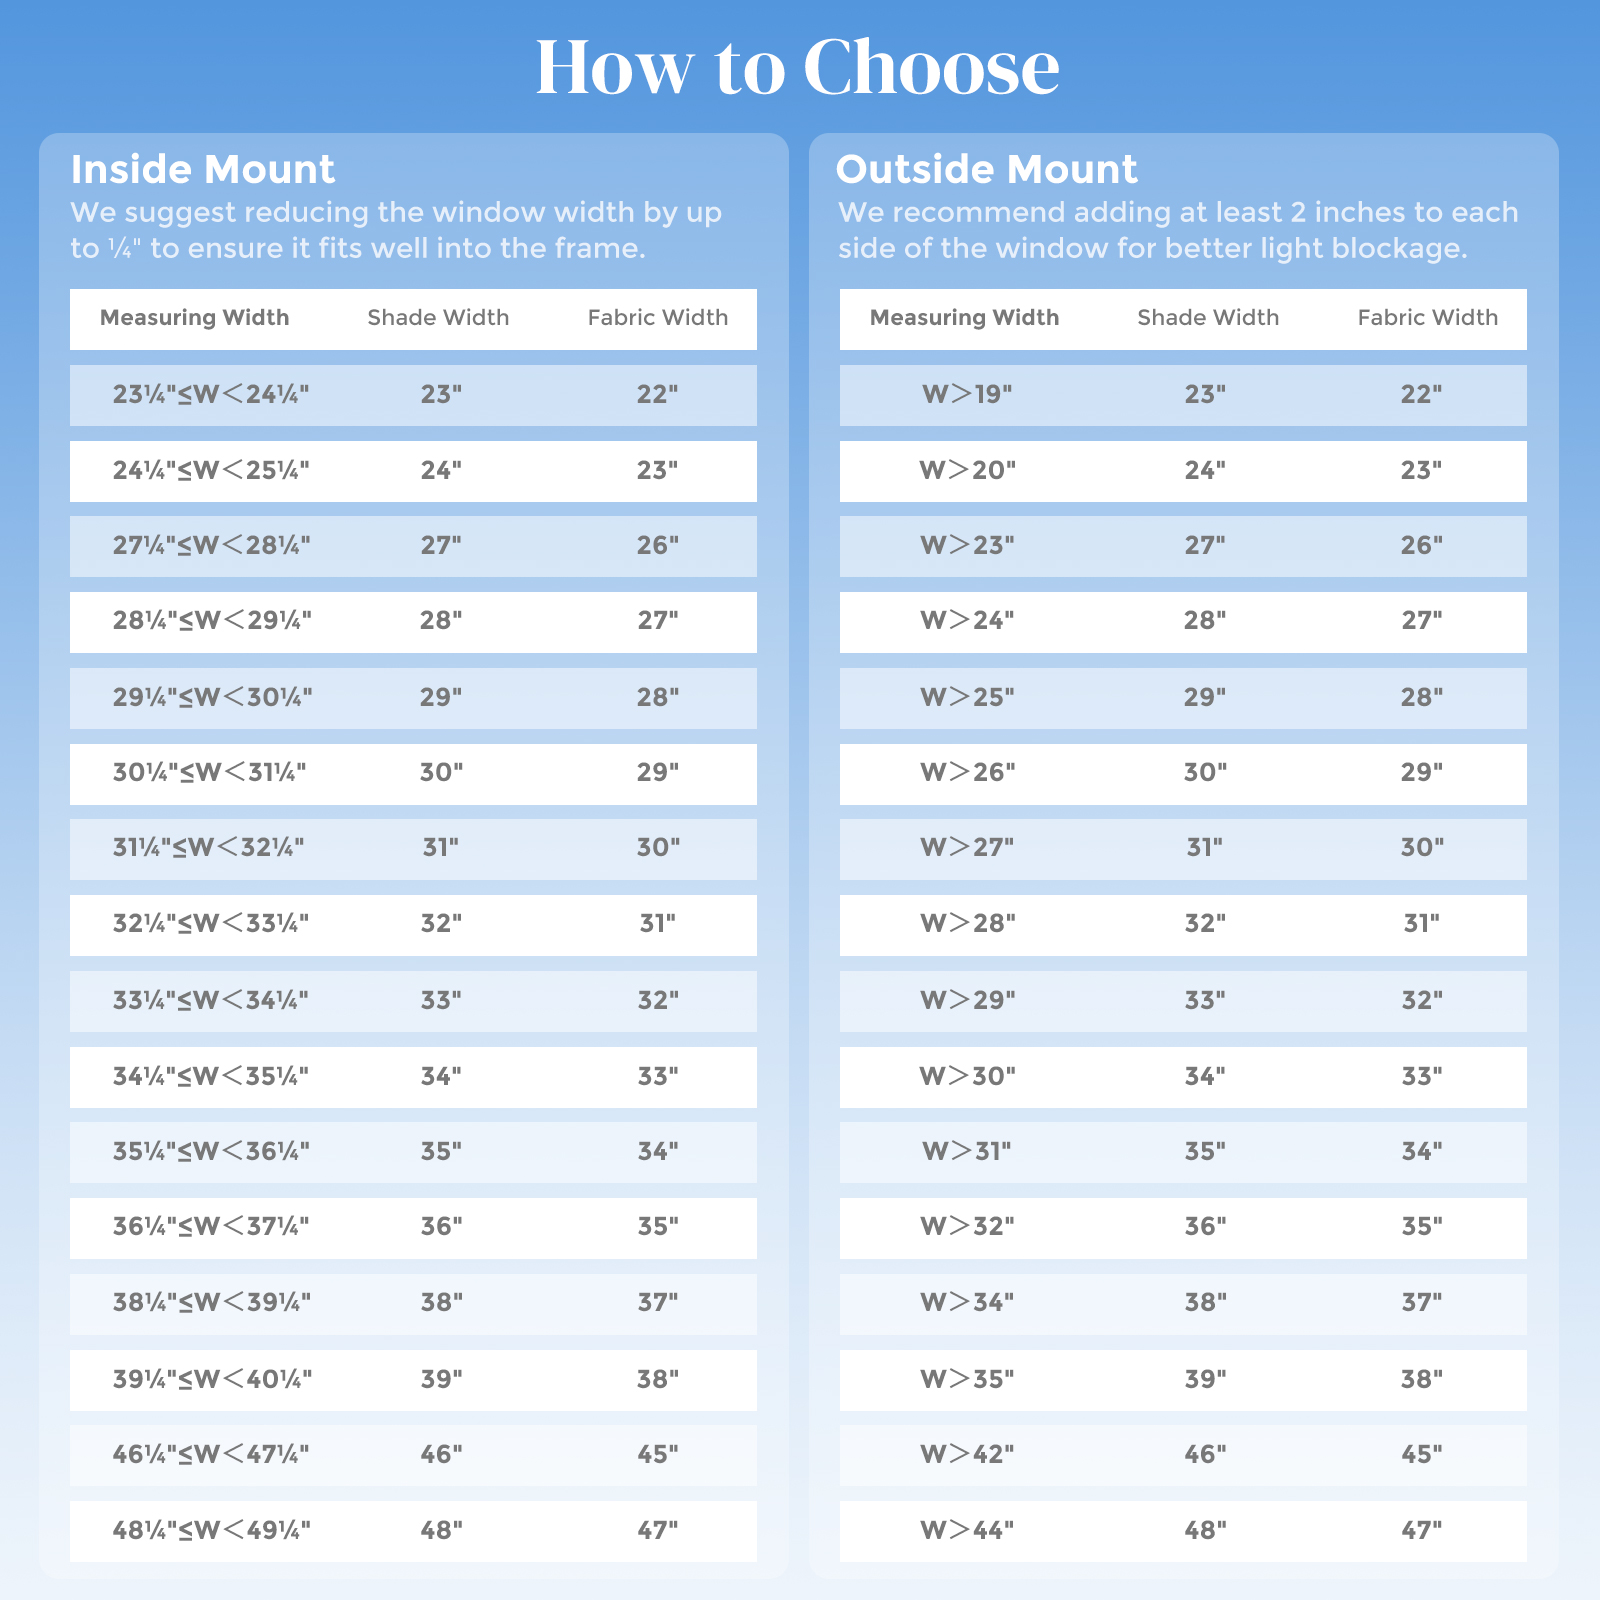 How to Choose
Inside Mount
We suggest reducing the window width by up
to ¼" to ensure it fits well into the frame.
Measuring Width Shade Width Fabric Width
23¼"≤W＜24¼" 23" 22"
24¼"≤W＜25¼" 24" 23"
27¼"≤W＜28¼" 27" 26"
28¼"≤W＜29¼" 28" 27"
29¼"≤W＜30¼" 29" 28"
30¼"≤W＜31¼" 30" 29"
31¼"≤W＜32¼" 31" 30"
32¼"≤W＜33¼" 32" 31"
33¼"≤W＜34¼" 33" 32"
34¼"≤W＜35¼" 34" 33"
35¼"≤W＜36¼" 35" 34"
36¼"≤W＜37¼" 36" 35"
38¼"≤W＜39¼" 38" 37"
39¼"≤W＜40¼" 39" 38"
46¼"≤W＜47¼" 46" 45"
48¼"≤W＜49¼" 48" 47"
Outside Mount
We recommend adding at least 2 inches to each
side of the window for better light blockage.
Measuring Width Shade Width Fabric Width
W＞19" 23" 22"
W＞20" 24" 23"
W＞23" 27" 26"
W＞24" 28" 27"
W＞25" 29" 28"
W＞26" 30" 29"
W＞27" 31" 30"
W＞28" 32" 31"
W＞29" 33" 32"
W＞30" 34" 33"
W＞31" 35" 34"
W＞32" 36" 35"
W＞34" 38" 37"
W＞35" 39" 38"
W＞42" 46" 45"
W＞44" 48" 47"